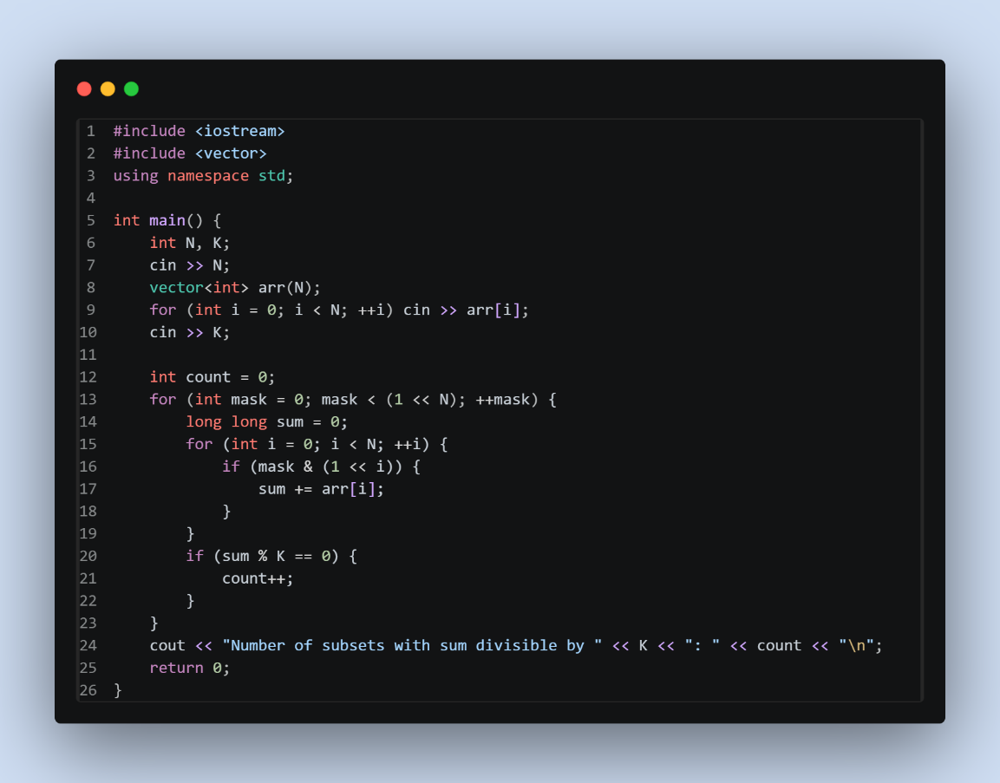 1 #include <iostream>
2 #include <vector>
3 using namespace std;
4
5 int main() {
6     int N, K;
7     cin >> N;
8     vector<int> arr(N);
9     for (int i = 0; i < N; ++i) cin >> arr[i];
10     cin >> K;
11
12     int count = 0;
13     for (int mask = 0; mask < (1 << N); ++mask) {
14         long long sum = 0;
15         for (int i = 0; i < N; ++i) {
16             if (mask & (1 << i)) {
17                 sum += arr[i];
18             }
19         }
20         if (sum % K == 0) {
21             count++;
22         }
23     }
24     cout << "Number of subsets with sum divisible by " << K << ": " << count << "\n";
25     return 0;
26 }